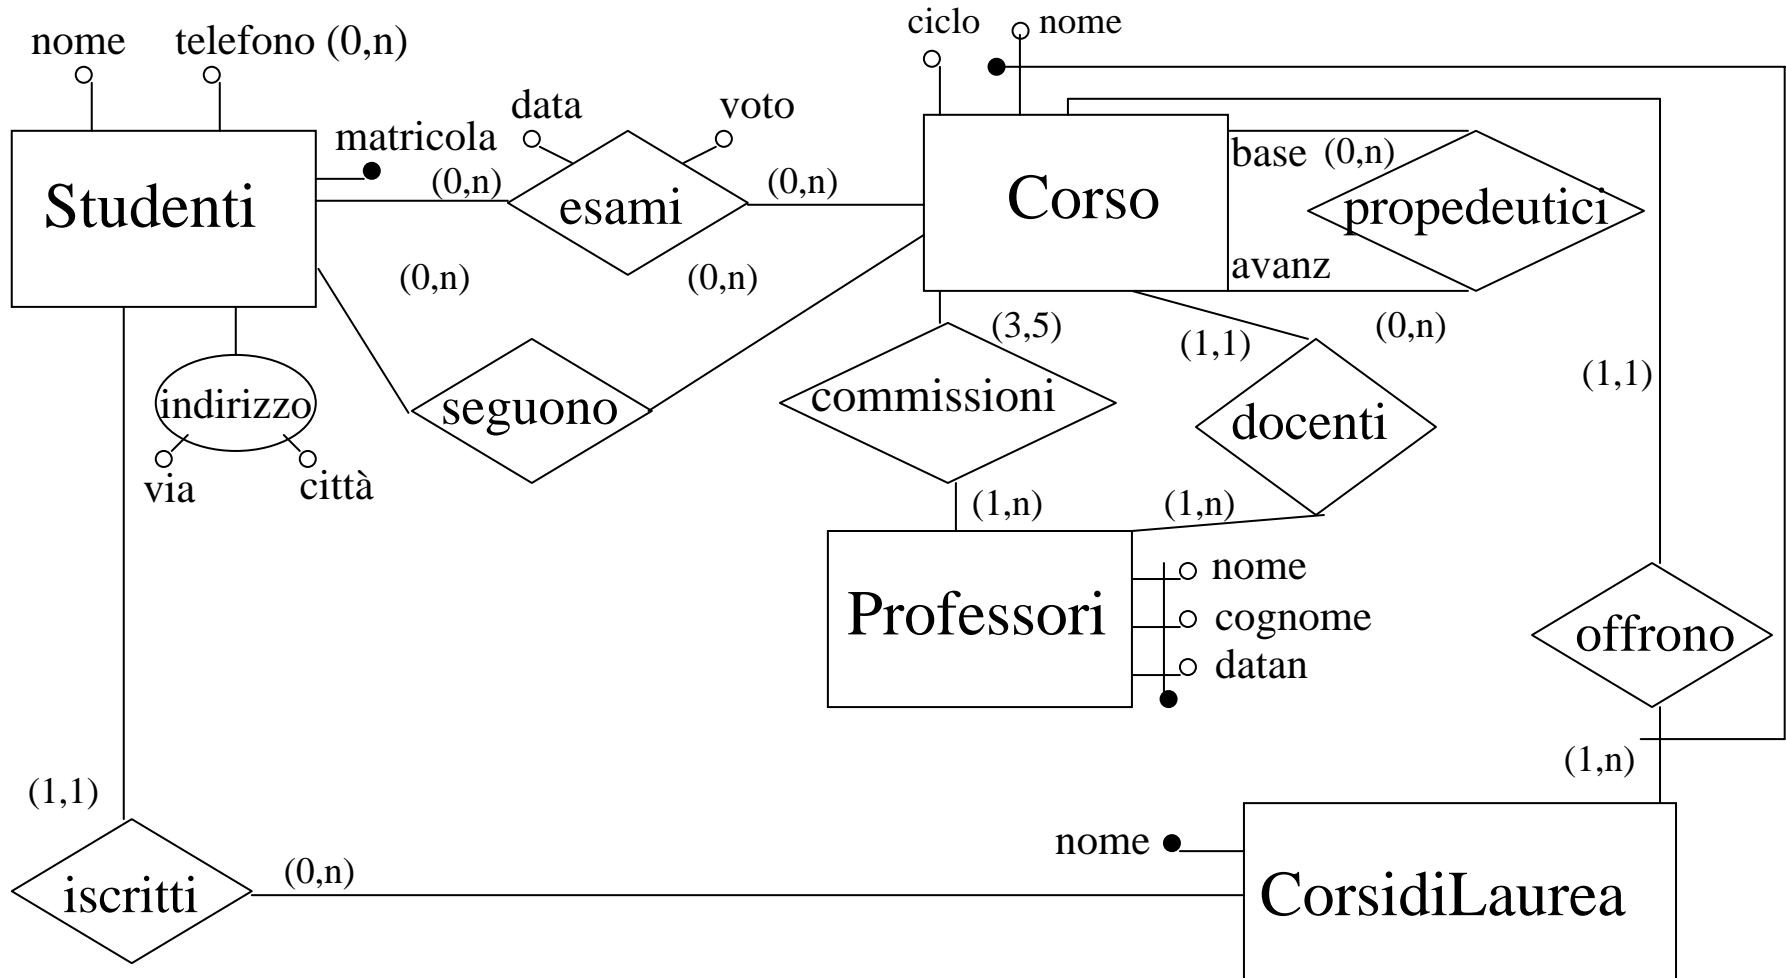 ciclo
nome
nome
telefono (0,n)
data
voto
matricola
(0,n)
(0,n)
base (0,n)
Studenti
esami
Corso
propedeutici
avanz
(0,n)
(0,n)
(3,5)
(1,1)
(0,n)
(1,1)
indirizzo
seguono
commissioni
docenti
via
città
(1,n)
(1,n)
nome
Professori
cognome
offrono
datan
(1,n)
(1,1)
nome
(0,n)
iscritti
CorsidiLaurea